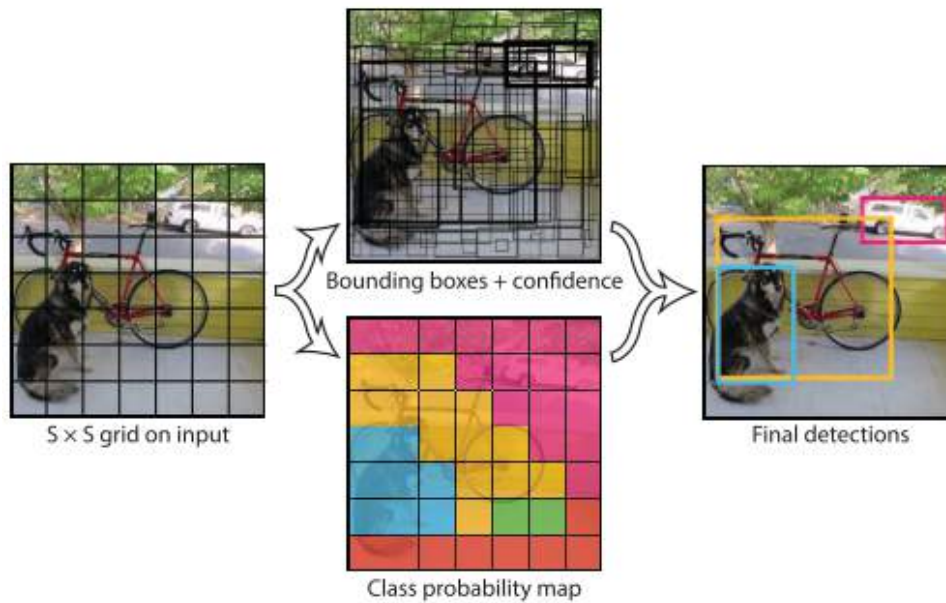 Bounding boxes + confidence
S × S grid on input
Final detections
Class probability map